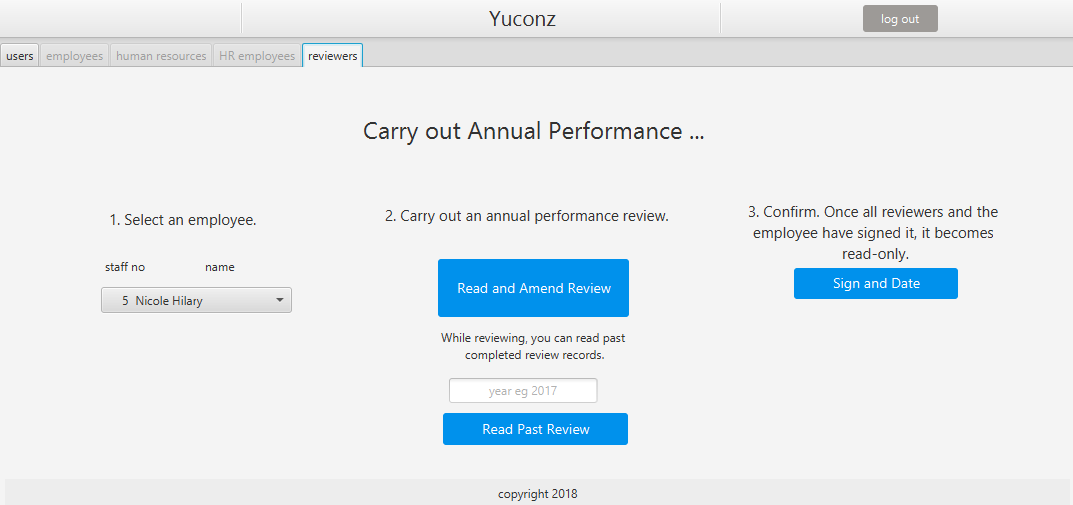 Yuconz
log out
users
employees
human resources
HR employees
reviewers
Carry out Annual Performance ...
1. Select an employee.
staff no
name
5 Nicole Hilary
2. Carry out an annual performance review.
Read and Amend Review
While reviewing, you can read past
completed review records.
year eg 2017
Read Past Review
3. Confirm. Once all reviewers and the
employee have signed it, it becomes
read-only.
Sign and Date
copyright 2018